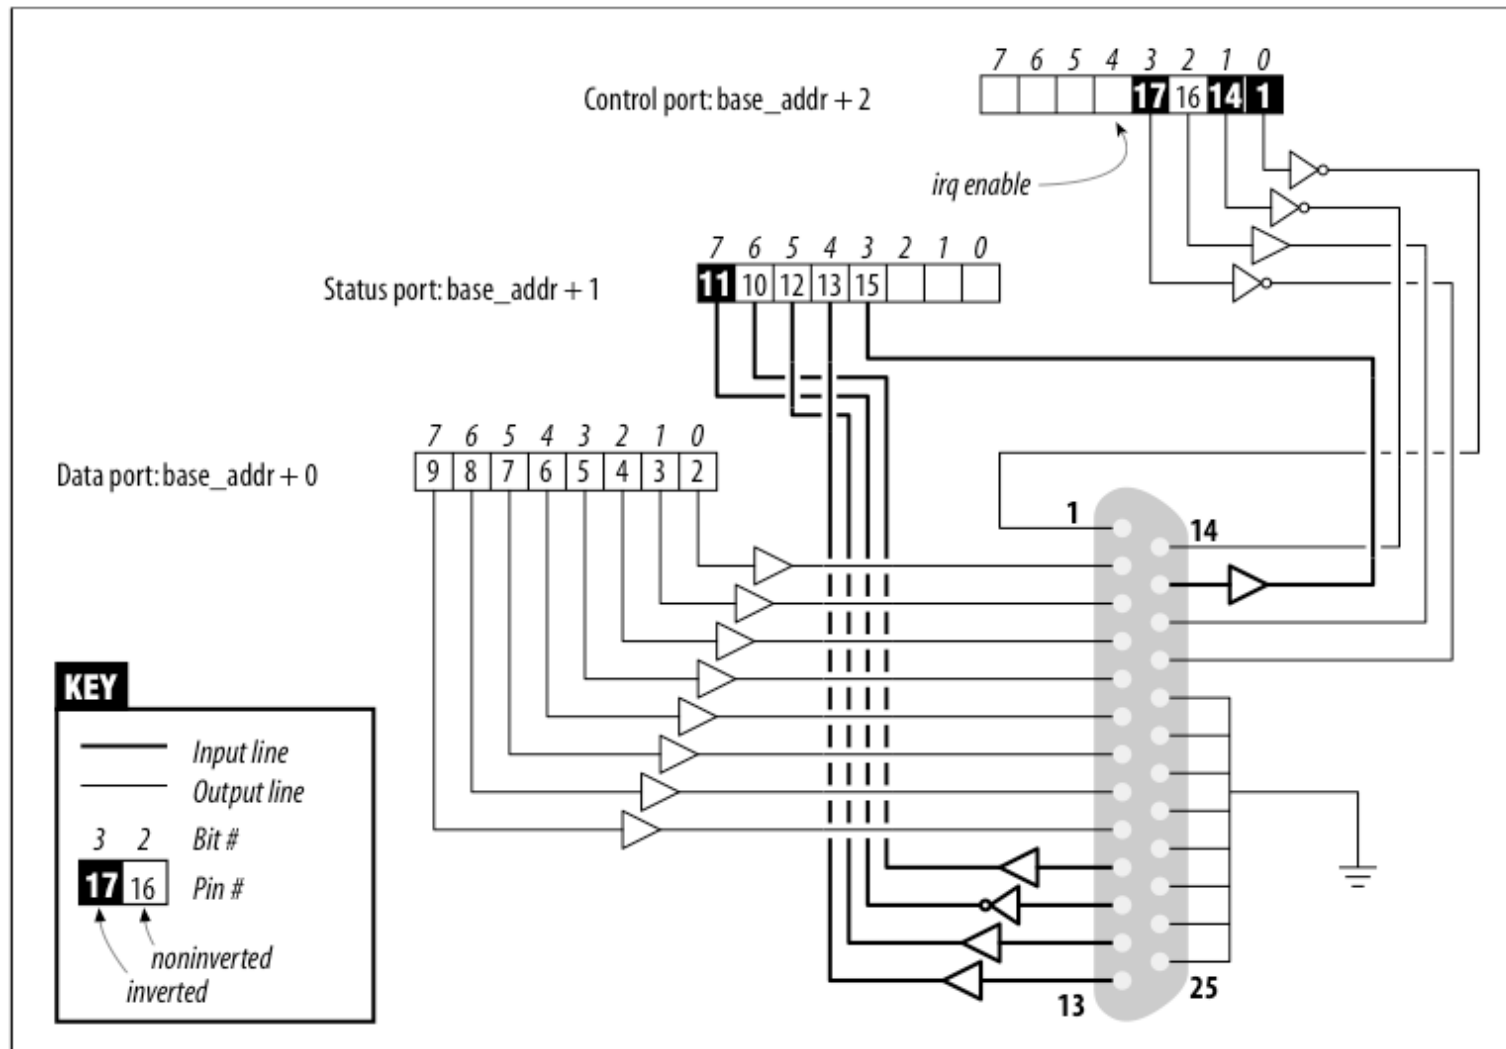 7 6 5 4 3 2 1 0
Control port: base_addr + 2
17 16 14 1
irq enable
7 6 5 4 3 2 1 0
Status port: base_addr + 1
11 10 12 13 15
7 6 5 4 3 2 1 0
Data port: base_addr + 0
9 8 7 6 5 4 3 2
1
14
KEY
Input line
Output line
3 2 Bit #
17 16 Pin #
noninverted
inverted
13
25